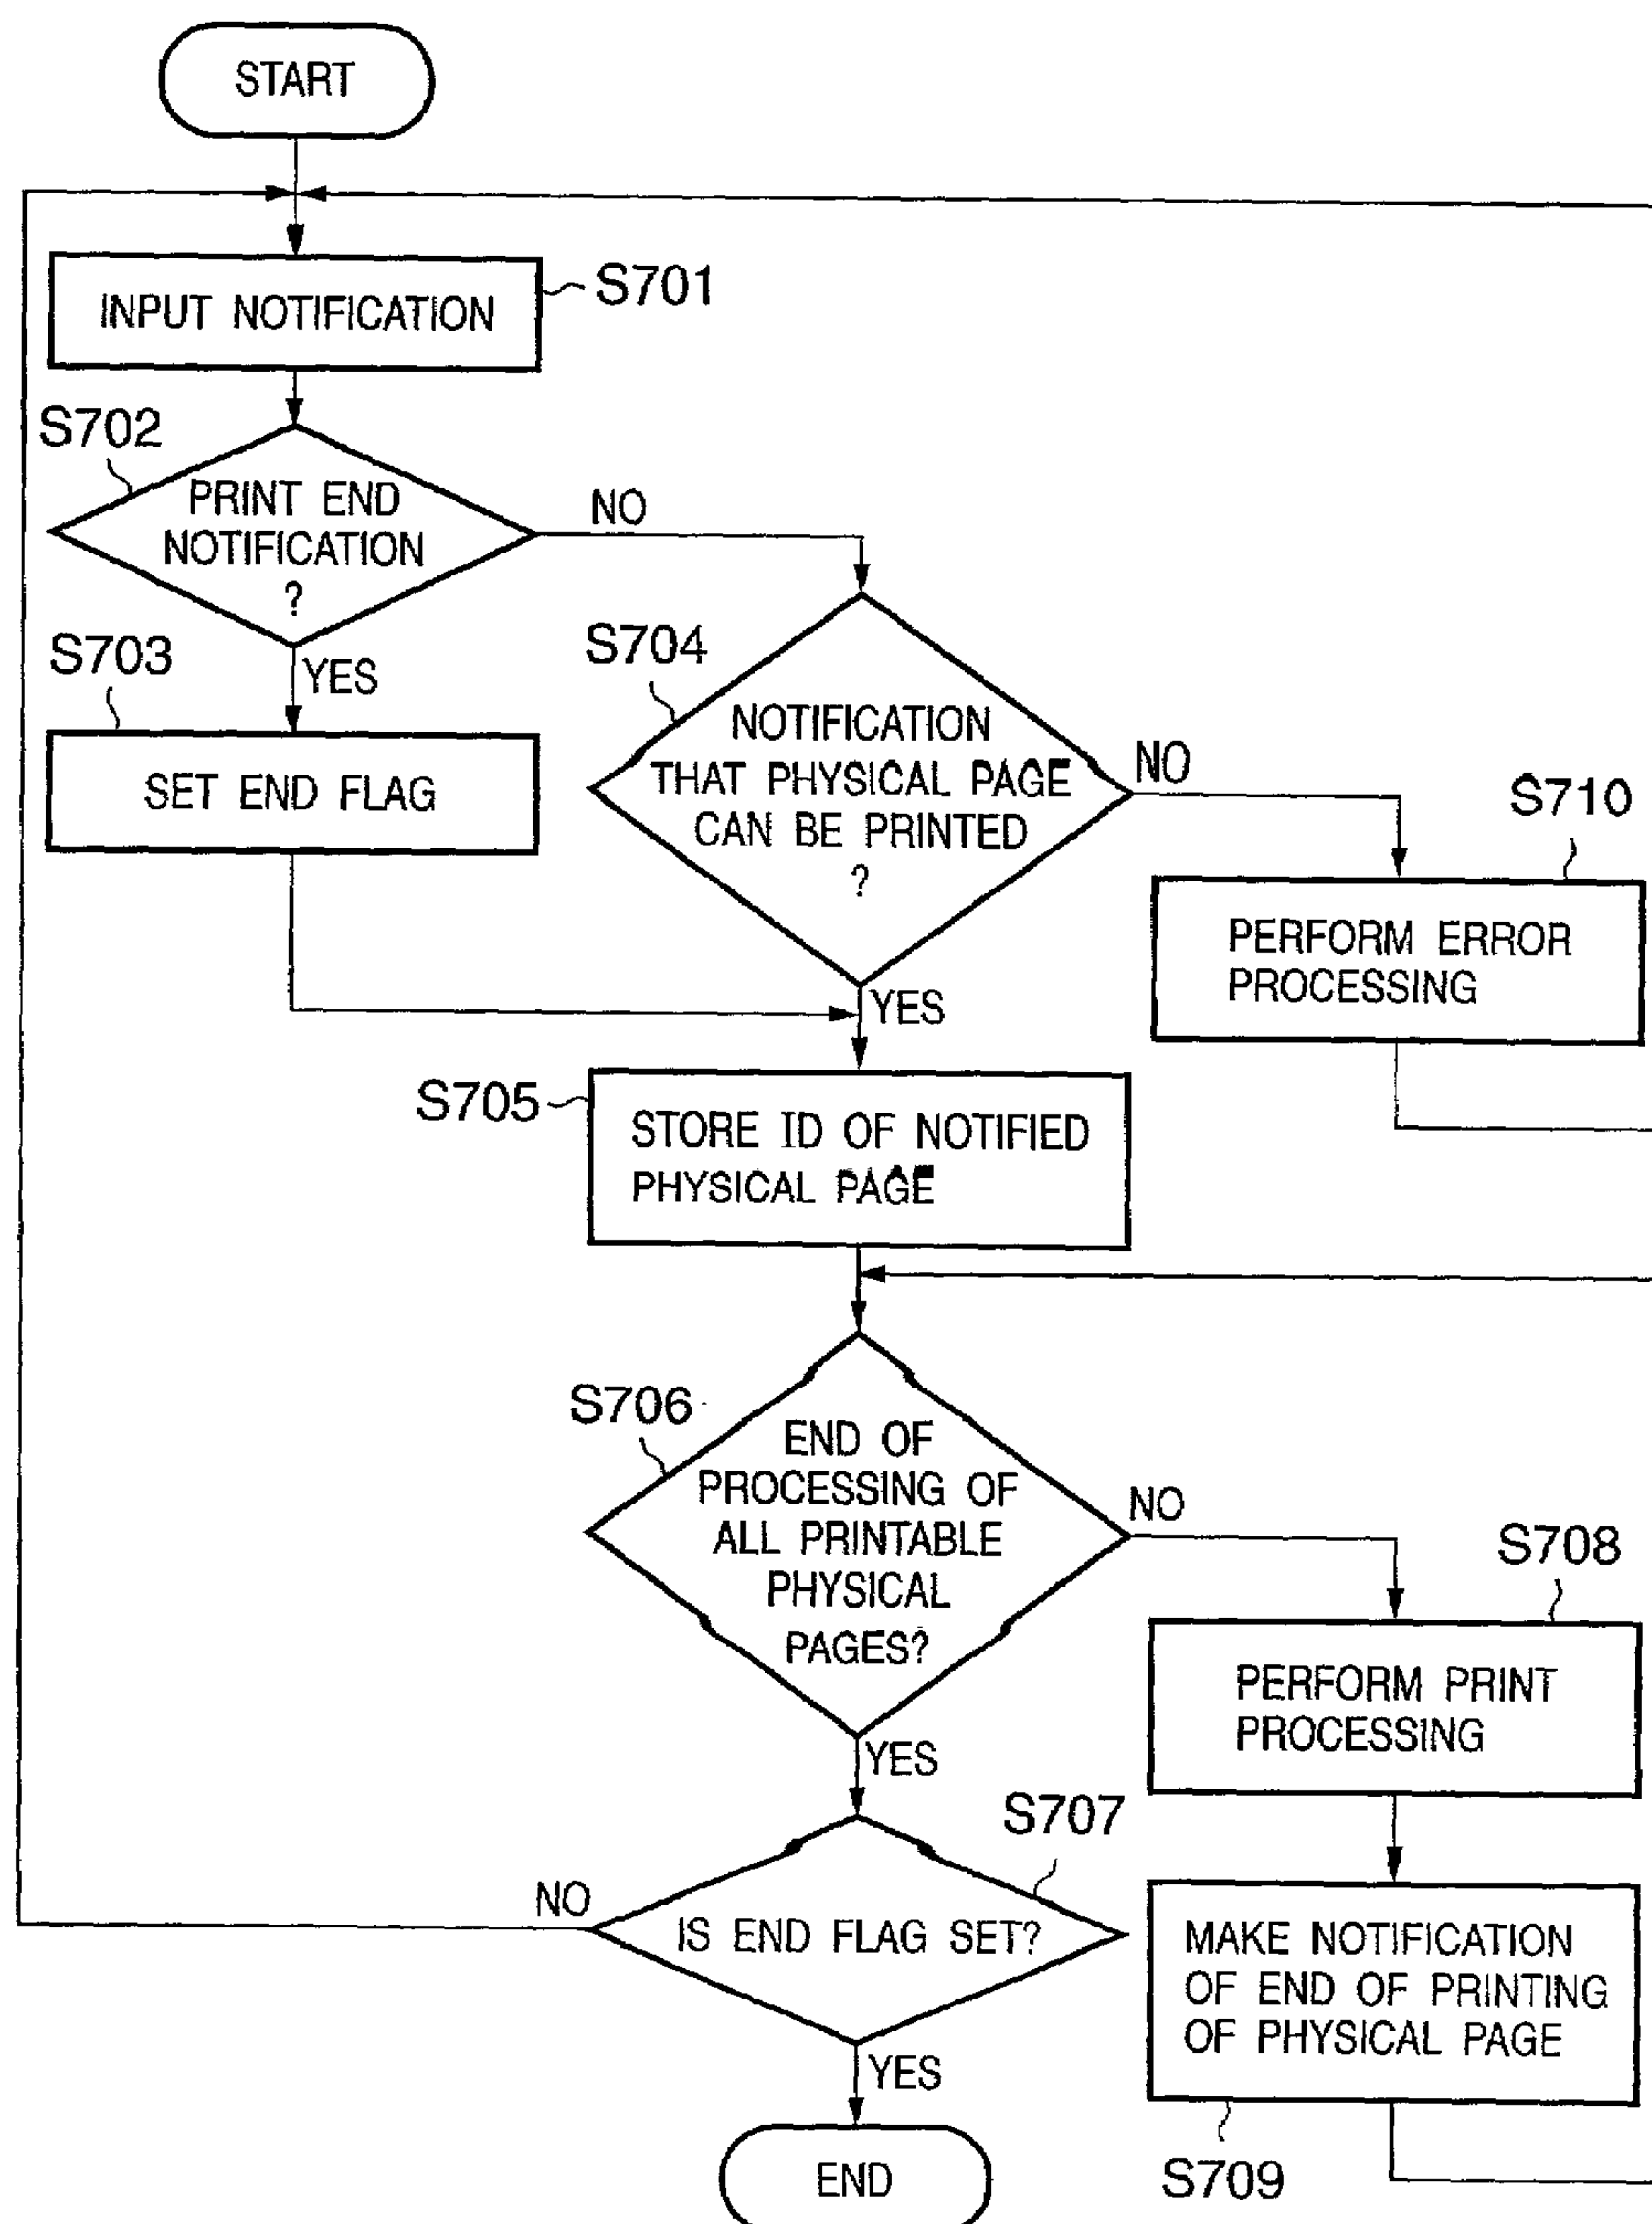 START
INPUT NOTIFICATION
S701
S702
PRINT END
NOTIFICATION
?
NO
YES
S703
SET END FLAG
S704
NOTIFICATION
THAT PHYSICAL PAGE
CAN BE PRINTED
?
NO
YES
S710
PERFORM ERROR
PROCESSING
S705
STORE ID OF NOTIFIED
PHYSICAL PAGE
S706
END OF
PROCESSING OF
ALL PRINTABLE
PHYSICAL
PAGES?
NO
YES
S708
PERFORM PRINT
PROCESSING
S707
IS END FLAG SET?
NO
YES
MAKE NOTIFICATION
OF END OF PRINTING
OF PHYSICAL PAGE
S709
END